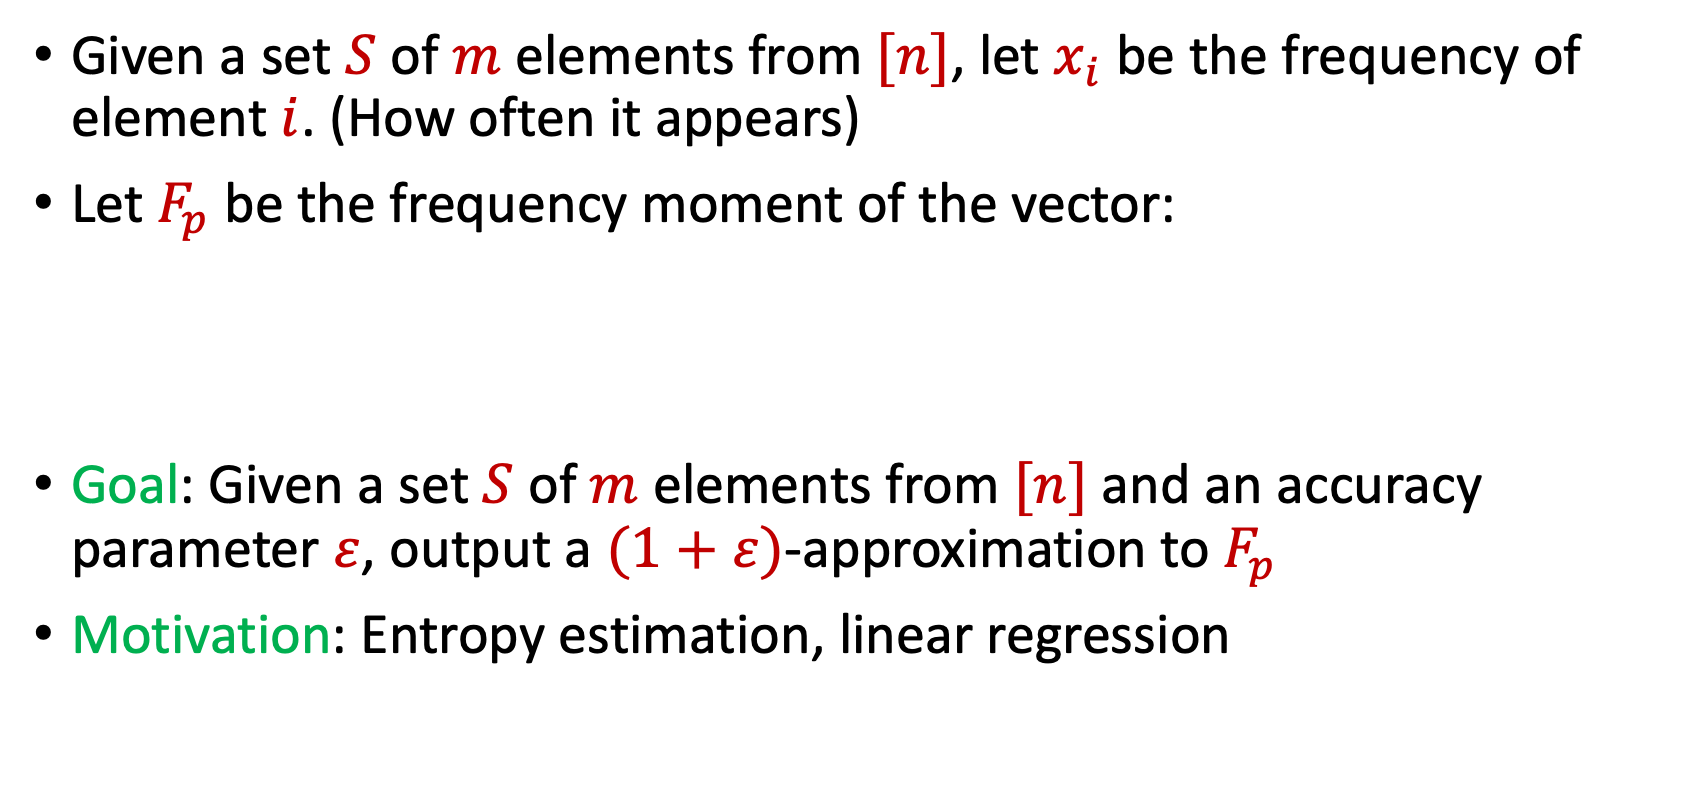 • Given a set S of m elements from [n], let xᵢ be the frequency of
element i. (How often it appears)
• Let Fₚ be the frequency moment of the vector:
• Goal: Given a set S of m elements from [n] and an accuracy
parameter ε, output a (1 + ε)-approximation to Fₚ
• Motivation: Entropy estimation, linear regression